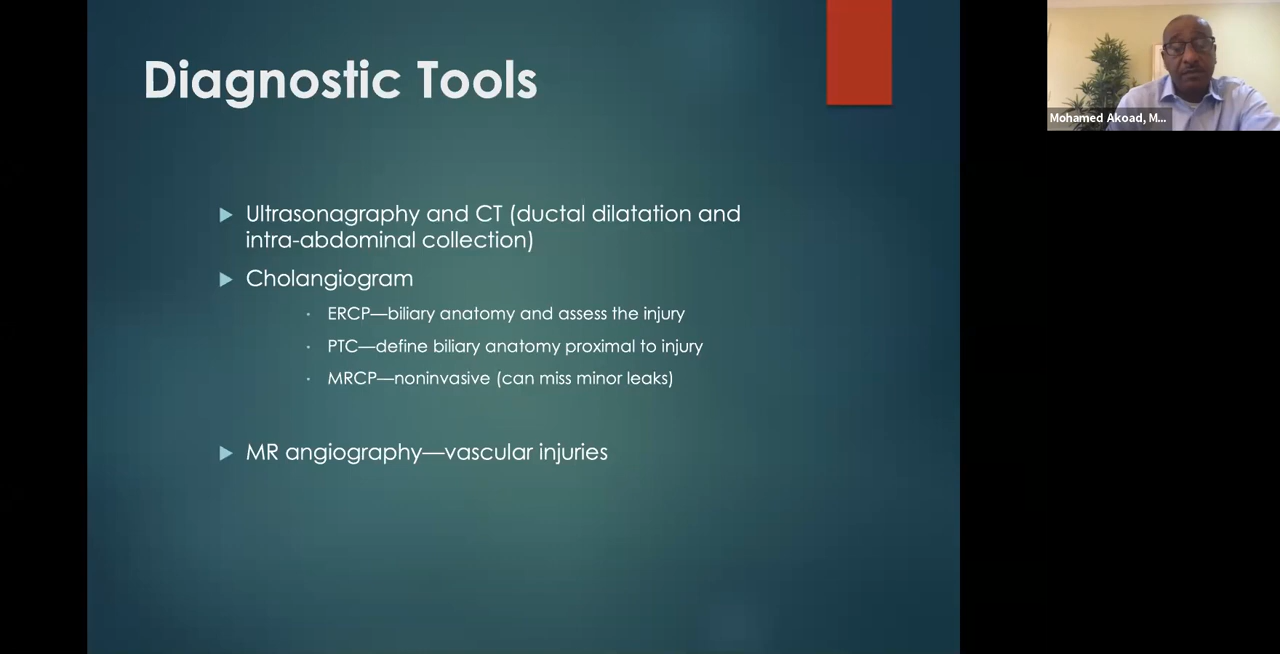 Diagnostic Tools
Ultrasonagraphy and CT (ductal dilatation and
intra-abdominal collection)
Cholangiogram
ERCP—biliary anatomy and assess the injury
PTC—define biliary anatomy proximal to injury
MRCP—noninvasive (can miss minor leaks)
MR angiography—vascular injuries
Mohamed Akoad, M...